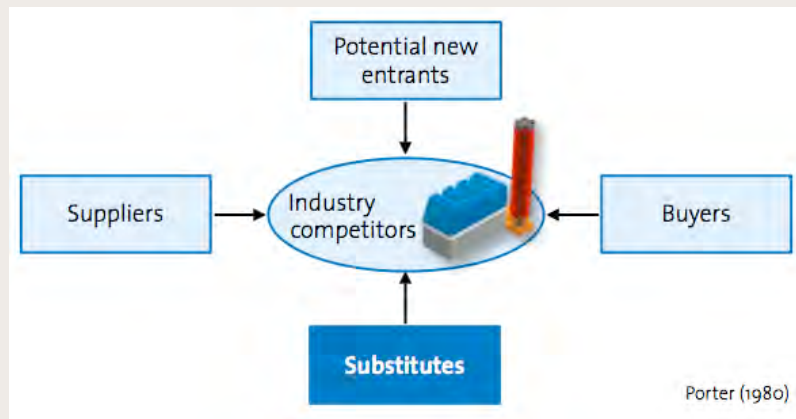 Potential new
entrants
Suppliers
Industry
competitors
Buyers
Substitutes
Porter (1980)